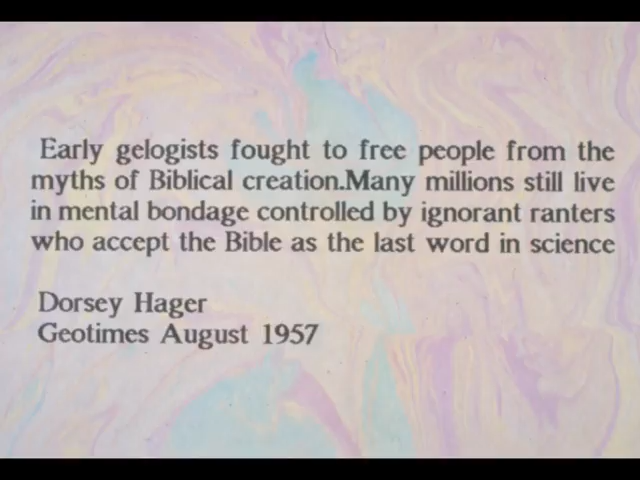 Early gelogists fought to free people from the
myths of Biblical creation.Many millions still live
in mental bondage controlled by ignorant ranters
who accept the Bible as the last word in science
Dorsey Hager
Geotimes August 1957